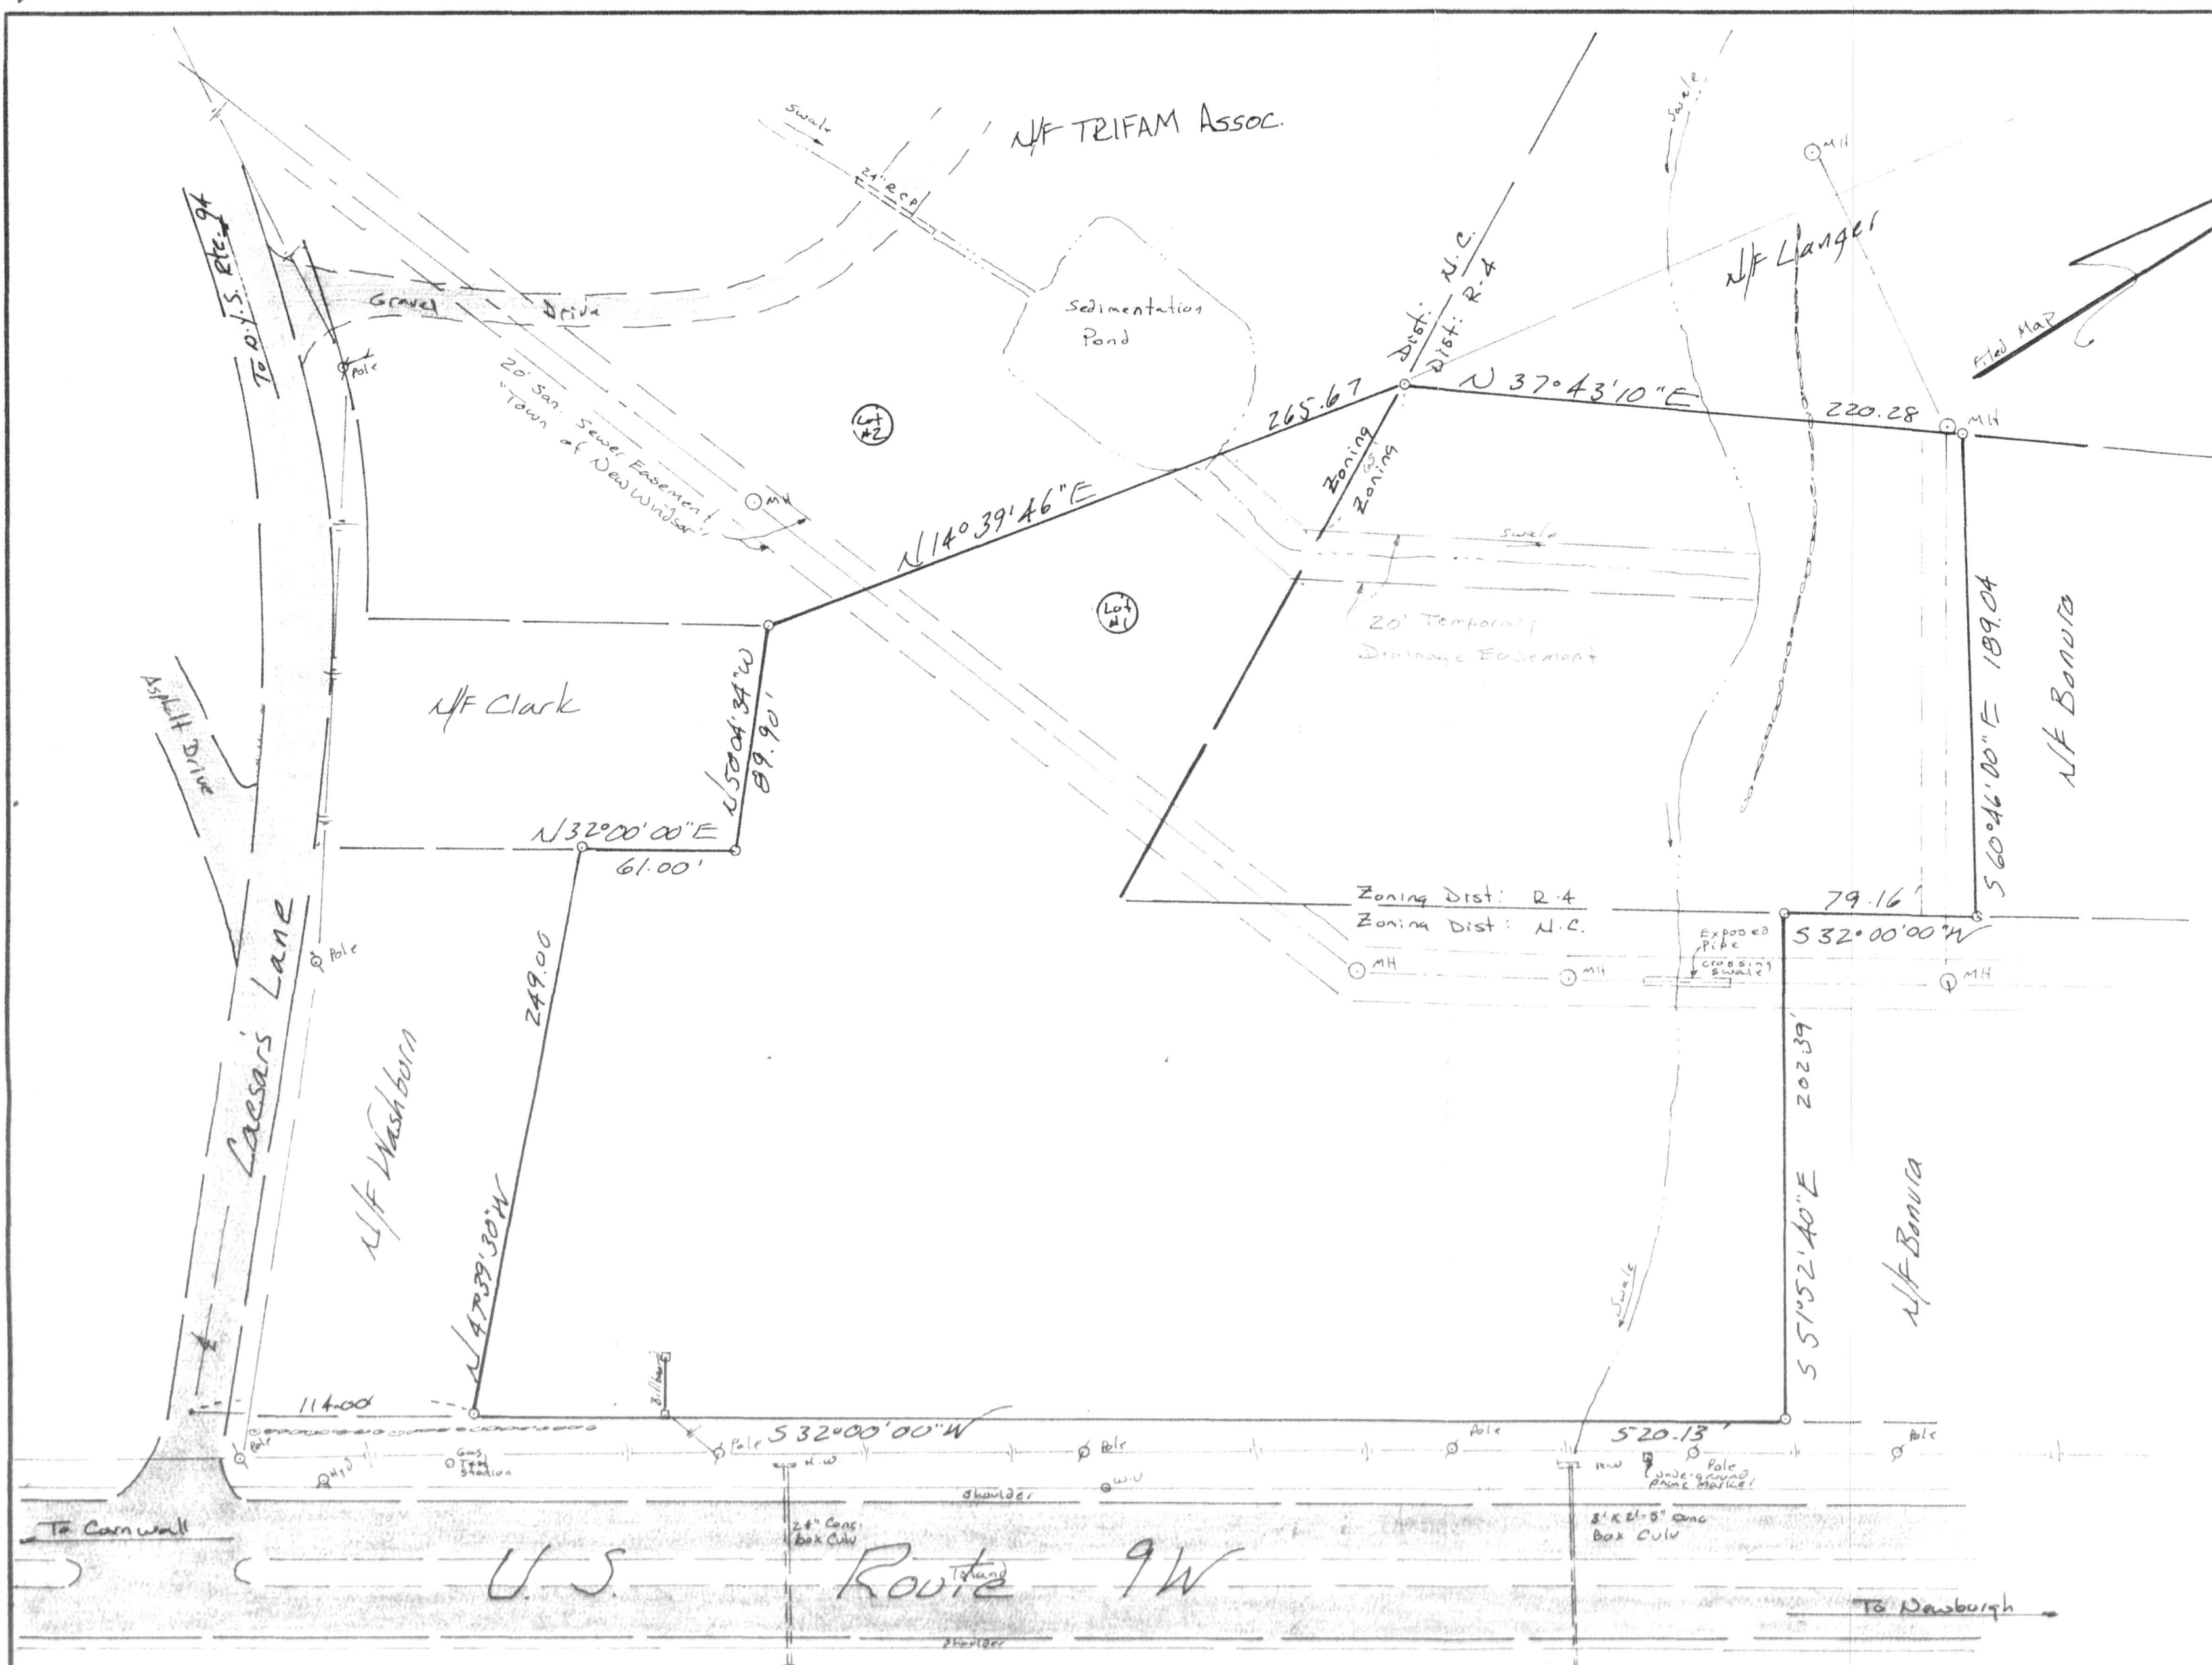 N/F TRIFAM Assoc.
Swale
24" R C P
Swale
MH
N/F Langer
To N.Y.S. Rte. 94
Gravel Drive
Pole
Sedimentation
Pond
Dist: N.C.
Dist: R-4
Zoning
Zoning
Filed Map
20' San. Sewer Easement
"Town of New Windsor"
Lot
#2
MH
265.67
N 14° 39' 46" E
N 37° 43' 10" E
220.28
MH
Swale
20' Temporary
Drainage Easement
Lot
#1
S 60° 46' 00" E 189.04
N/F Bonura
N/F Clark
N 50° 04' 34" W
89.90'
Asphalt Drive
N 32° 00' 00" E
61.00'
Zoning Dist: R-4
Zoning Dist: N.C.
79.16'
S 32° 00' 00" W
Exposed
Pipe
crossing
swale
MH
MH
MH
Pole
Caesar's Lane
N/F Washburn
249.00
N 47° 39' 30" W
S 51° 52' 40" E 202.39'
N/F Bonura
Swale
Billboard
114.00
S 32° 00' 00" W
520.13'
Pole
Hyd
Gas
Test
Station
Pole
H.W
Pole
W.V
Pole
H.W
Pole
underground
phone marker
Pole
Shoulder
To Cornwall
24" Conc.
box Culv
Box Culv
U.S. Route 9W
Island
To Newburgh
Shoulder